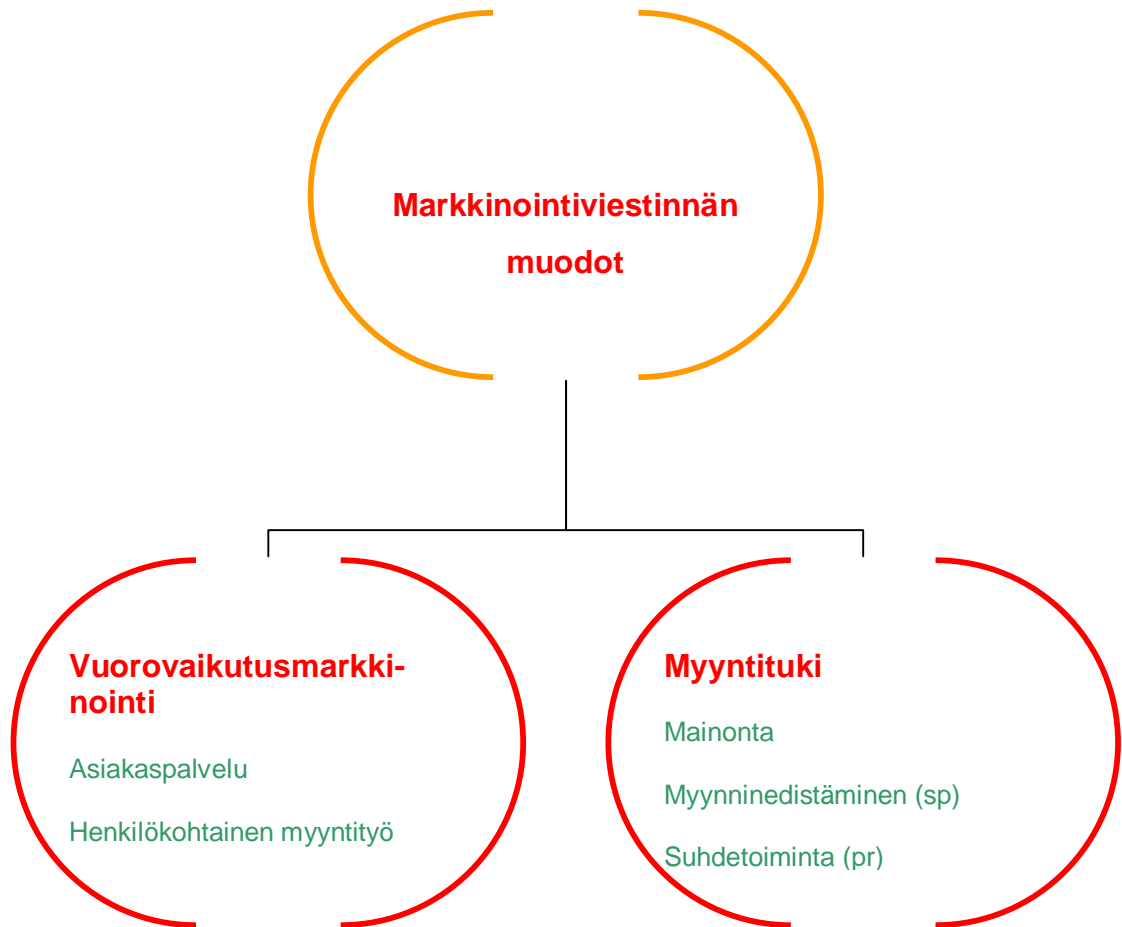 Markkinointiviestinnän
muodot
Vuorovaikutusmarkki-
nointi
Asiakaspalvelu
Henkilökohtainen myyntityö
Myyntituki
Mainonta
Myynninedistäminen (sp)
Suhdetoiminta (pr)